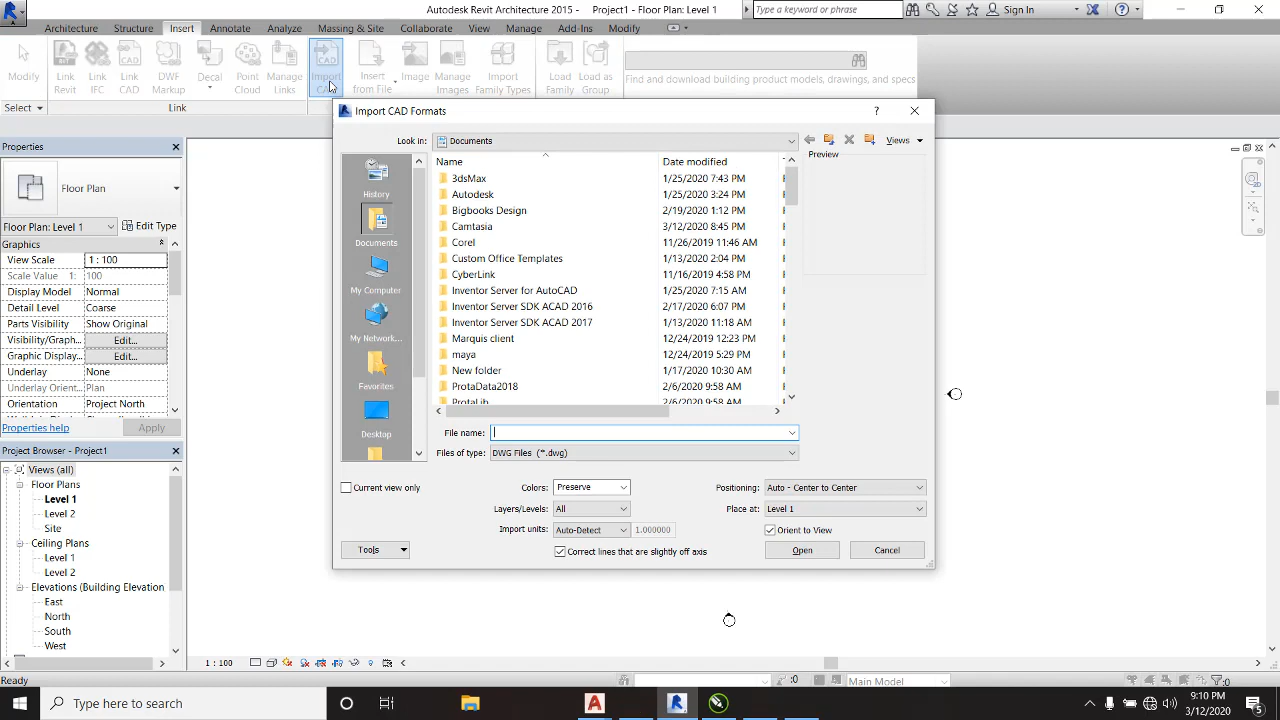 Autodesk Revit Architecture 2015 - Project1 - Floor Plan: Level 1
Type a keyword or phrase
Sign In
Architecture Structure Insert Annotate Analyze Massing & Site Collaborate View Manage Add-Ins Modify
Modify
Link Revit
Link IFC
Link CAD
DWF Markup
Decal
Point Cloud
Manage Links
Import CAD
Insert from File
Image
Manage Images
Import Family Types
Load Family
Load as Group
Find and download building product models, drawings, and specs
Select
Link
Import CAD Formats
Properties
Floor Plan
Floor Plan: Level 1
Edit Type
Graphics
View Scale 1 : 100
Scale Value 1: 100
Display Model Normal
Detail Level Coarse
Parts Visibility Show Original
Visibility/Graph... Edit...
Graphic Display... Edit...
Underlay None
Underlay Orien... Plan
Orientation Project North
Properties help
Apply
Project Browser - Project1
Views (all)
Floor Plans
Level 1
Level 2
Site
Ceiling Plans
Level 1
Level 2
Elevations (Building Elevation
East
North
South
West
Look in: Documents
Views
History
Documents
My Computer
My Network...
Favorites
Desktop
Name Date modified
3dsMax 1/25/2020 7:43 PM
Autodesk 1/25/2020 3:24 PM
Bigbooks Design 2/19/2020 1:12 PM
Camtasia 3/12/2020 8:45 PM
Corel 11/26/2019 11:46 AM
Custom Office Templates 1/13/2020 2:04 PM
CyberLink 11/16/2019 4:58 PM
Inventor Server for AutoCAD 1/25/2020 7:15 AM
Inventor Server SDK ACAD 2016 2/17/2020 6:07 PM
Inventor Server SDK ACAD 2017 1/13/2020 11:18 AM
Marquis client 12/24/2019 12:23 PM
maya 12/24/2019 5:29 PM
New folder 1/17/2020 10:30 AM
ProtaData2018 2/6/2020 9:58 AM
ProtaLib 2/6/2020 9:58 AM
Preview
File name:
Files of type: DWG Files (*.dwg)
Current view only
Colors: Preserve
Layers/Levels: All
Import units: Auto-Detect 1.000000
Correct lines that are slightly off axis
Positioning: Auto - Center to Center
Place at: Level 1
Orient to View
Tools
Open
Cancel
1 : 100
Ready
:0
Main Model
:0
Type here to search
9:10 PM
3/12/2020